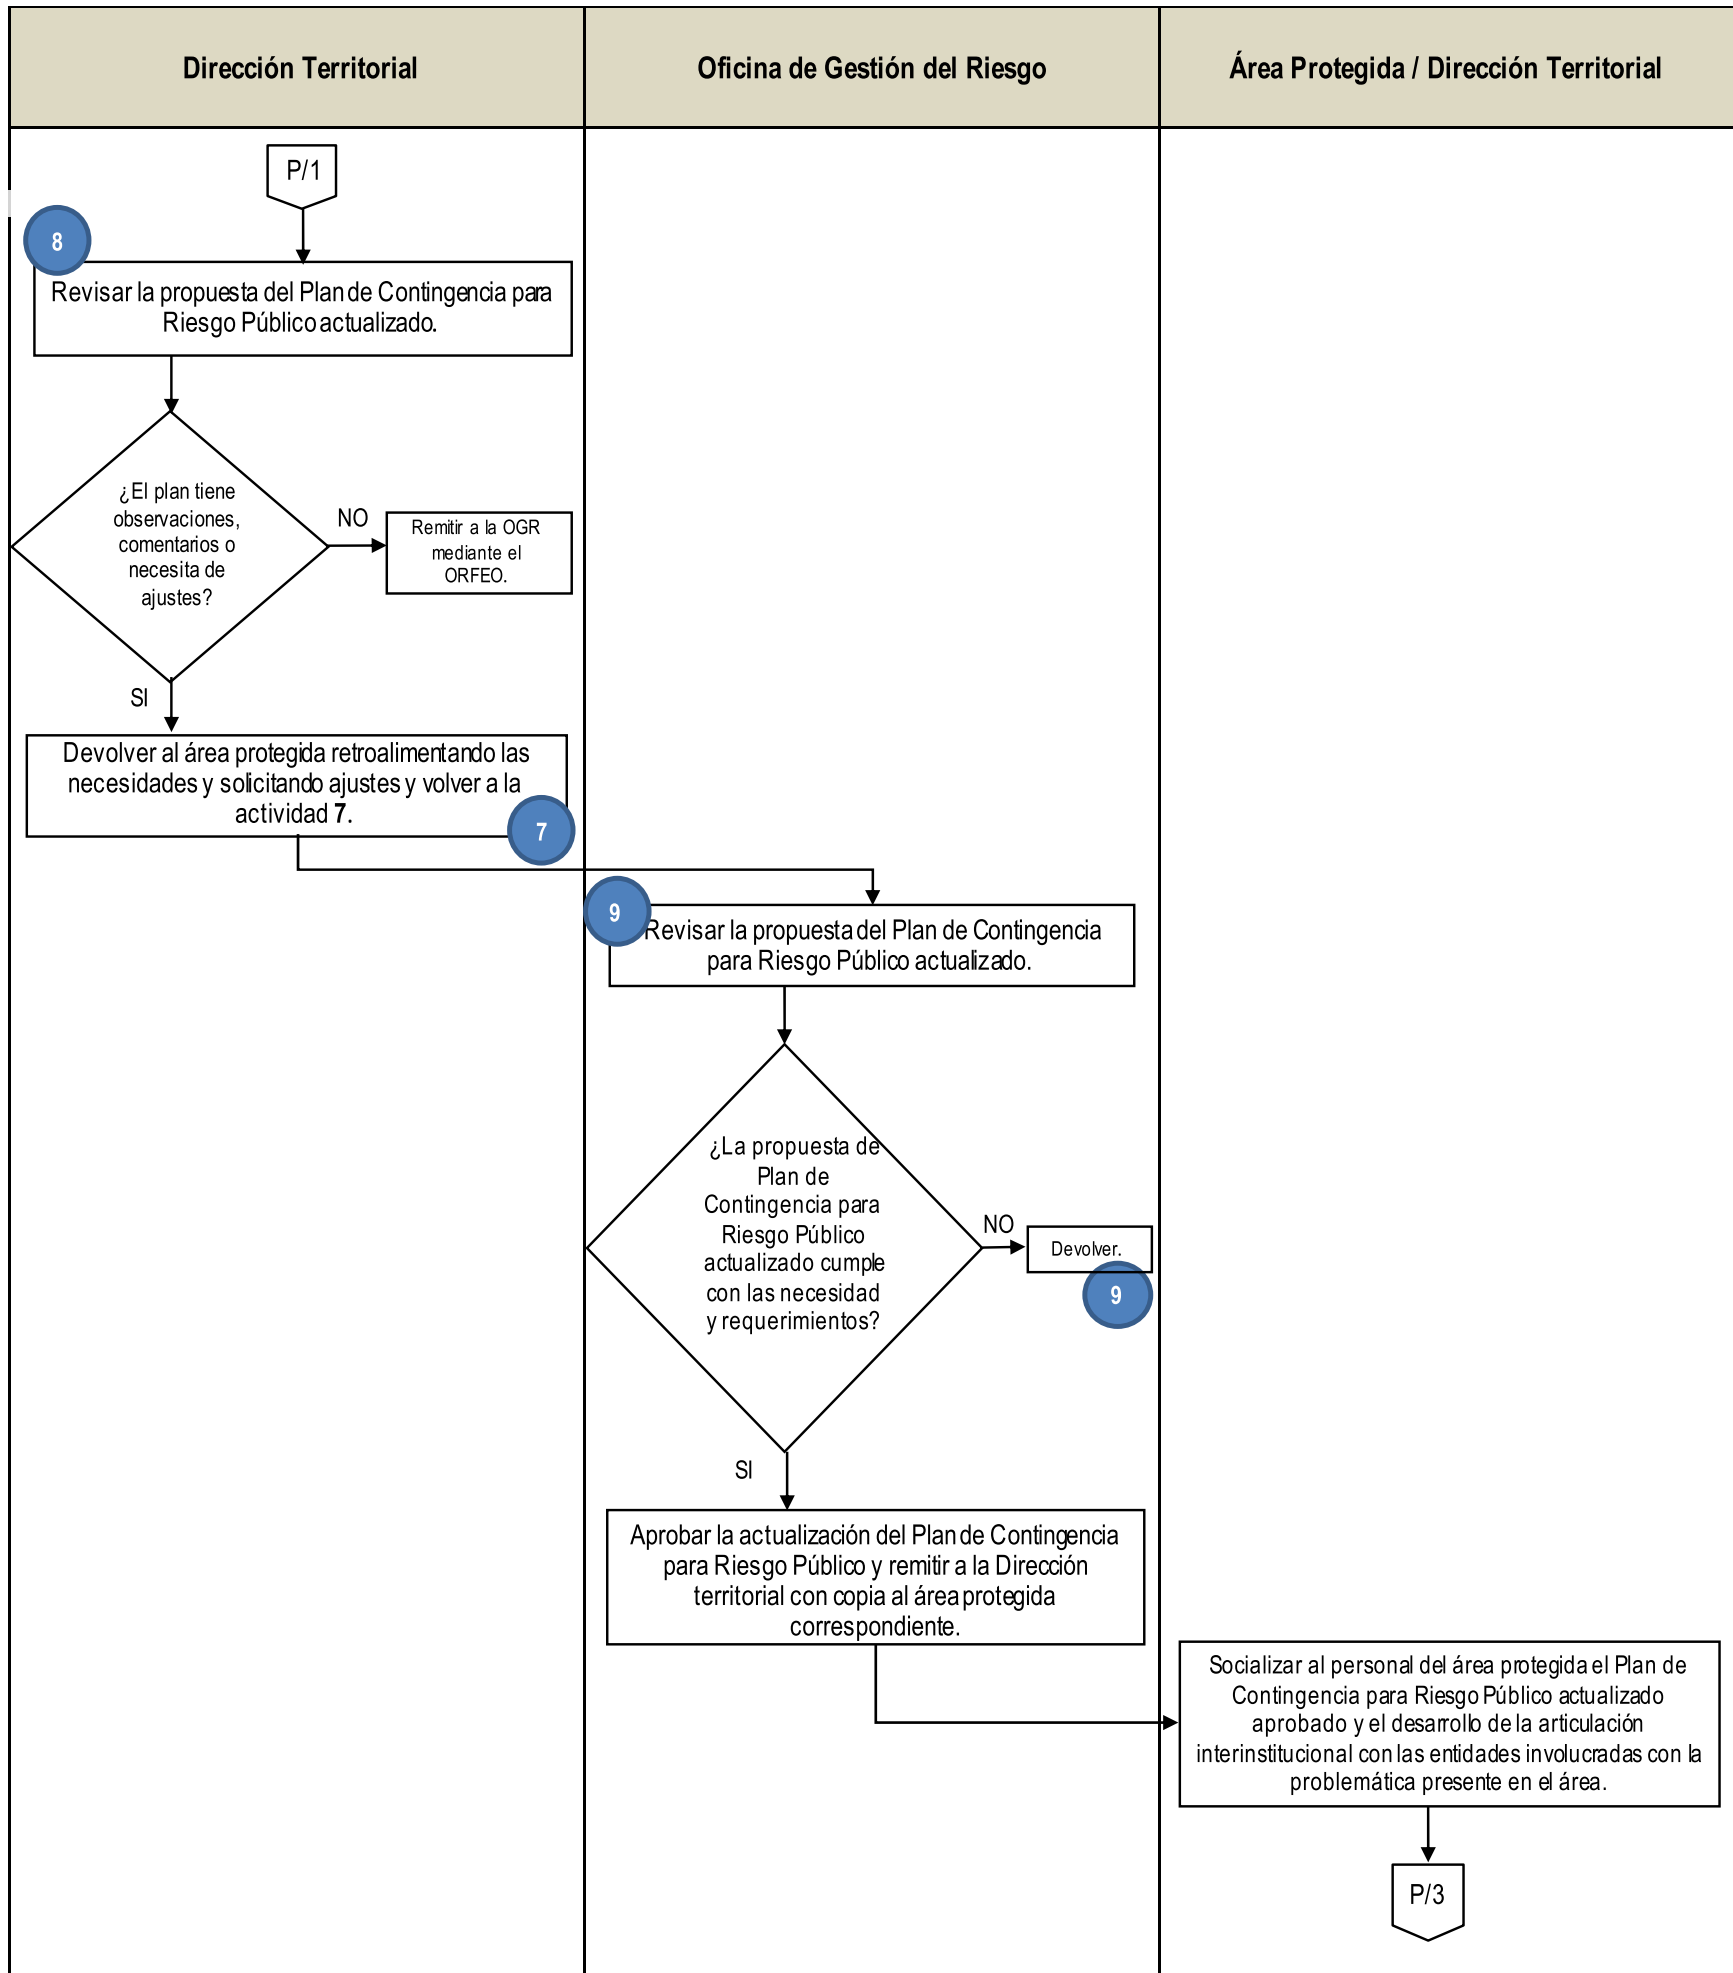 Dirección Territorial
Oficina de Gestión del Riesgo
Área Protegida / Dirección Territorial
P/1
8
Revisar la propuesta del Plan de Contingencia para
Riesgo Público actualizado.
¿El plan tiene
observaciones,
comentarios o
necesita de
ajustes?
NO
Remitir a la OGR
mediante el
ORFEO.
SI
Devolver al área protegida retroalimentando las
necesidades y solicitando ajustes y volver a la
actividad 7.
7
9
Revisar la propuesta del Plan de Contingencia
para Riesgo Público actualizado.
¿La propuesta de
Plan de
Contingencia para
Riesgo Público
actualizado cumple
con las necesidad
y requerimientos?
NO
Devolver.
9
SI
Aprobar la actualización del Plan de Contingencia
para Riesgo Público y remitir a la Dirección
territorial con copia al área protegida
correspondiente.
Socializar al personal del área protegida el Plan de
Contingencia para Riesgo Público actualizado
aprobado y el desarrollo de la articulación
interinstitucional con las entidades involucradas con la
problemática presente en el área.
P/3